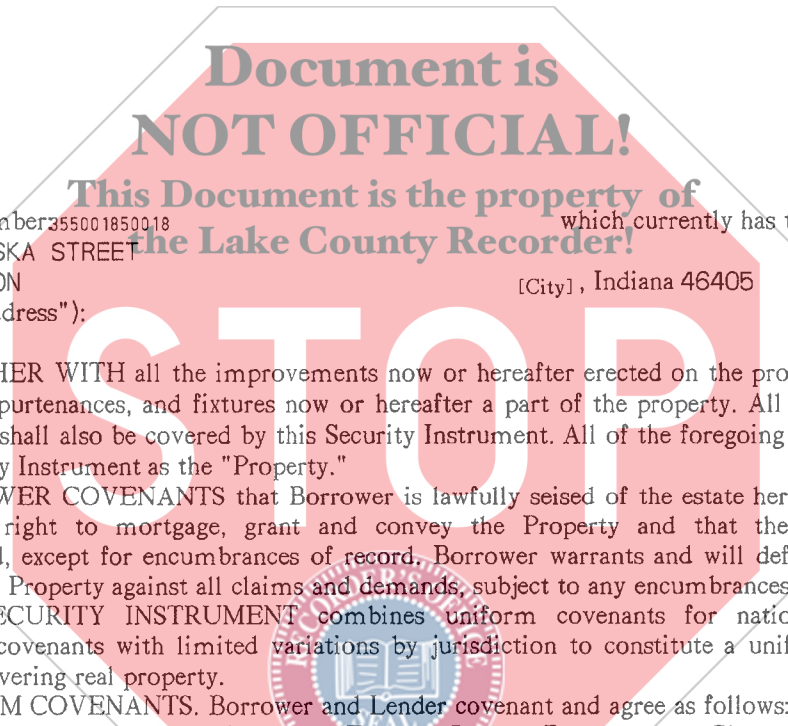 Document is
NOT OFFICIAL!
This Document is the property of
the Lake County Recorder!
STOP
mber355001850018 which currently has t
SKA STREET
ON [City], Indiana 46405
dress"):
HER WITH all the improvements now or hereafter erected on the pro
purtenances, and fixtures now or hereafter a part of the property. All
shall also be covered by this Security Instrument. All of the foregoing
y Instrument as the "Property."
WER COVENANTS that Borrower is lawfully seised of the estate her
right to mortgage, grant and convey the Property and that the
d, except for encumbrances of record. Borrower warrants and will def
Property against all claims and demands, subject to any encumbrances
ECURITY INSTRUMENT combines uniform covenants for natio
covenants with limited variations by jurisdiction to constitute a unif
vering real property.
M COVENANTS. Borrower and Lender covenant and agree as follows:
RECORDER'S OFFICE
SEAL